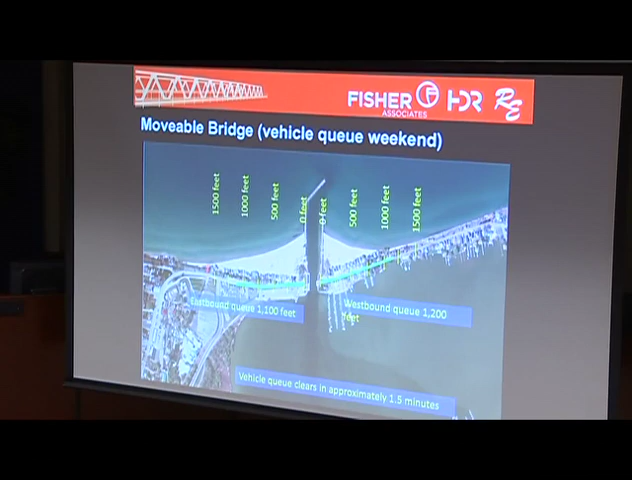 FISHER
ASSOCIATES
HDR
RE
Moveable Bridge (vehicle queue weekend)
1500 feet
1000 feet
500 feet
0 feet
0 feet
500 feet
1000 feet
1500 feet
Eastbound queue 1,100 feet
Westbound queue 1,200
feet
Vehicle queue clears in approximately 1.5 minutes